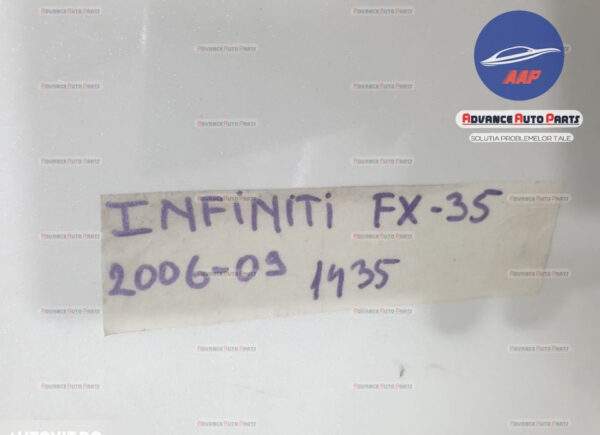 AAP
ADVANCE AUTO PARTS
SOLUTIA PROBLEMELOR TALE
INFINITI FX-35
2006-09 1435